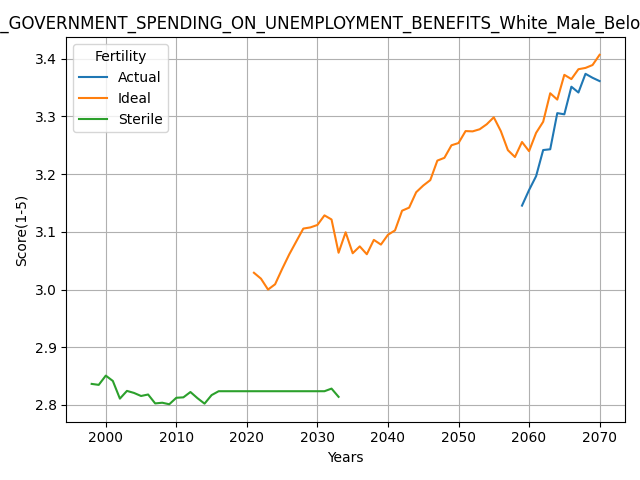 _GOVERNMENT_SPENDING_ON_UNEMPLOYMENT_BENEFITS_White_Male_Belo
Fertility
Actual
Ideal
Sterile
Score(1-5)
3.4
3.3
3.2
3.1
3.0
2.9
2.8
2000 2010 2020 2030 2040 2050 2060 2070
Years